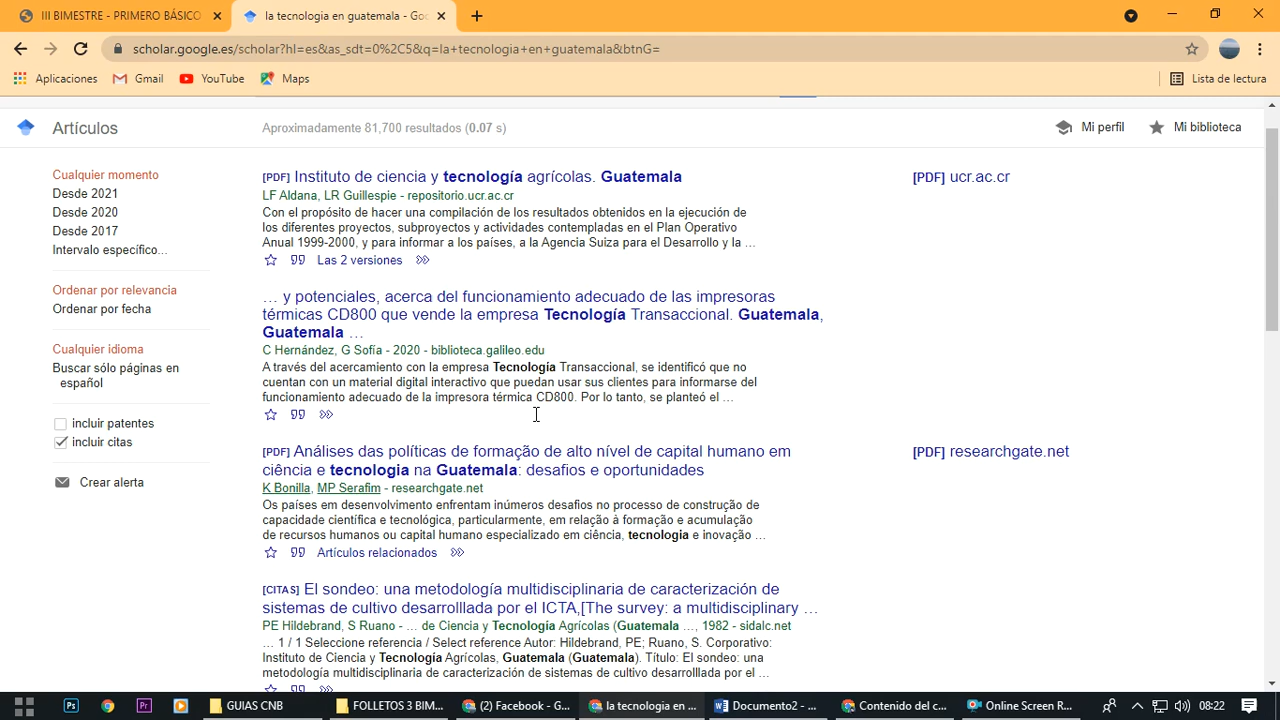 III BIMESTRE - PRIMERO BÁSICO
la tecnologia en guatemala - Goo
scholar.google.es/scholar?hl=es&as_sdt=0%2C5&q=la+tecnologia+en+guatemala&btnG=
Aplicaciones Gmail YouTube Maps Lista de lectura
Artículos Aproximadamente 81,700 resultados (0.07 s) Mi perfil Mi biblioteca
Cualquier momento
Desde 2021
Desde 2020
Desde 2017
Intervalo específico...
Ordenar por relevancia
Ordenar por fecha
Cualquier idioma
Buscar sólo páginas en
español
incluir patentes
incluir citas
Crear alerta
[PDF] Instituto de ciencia y tecnología agrícolas. Guatemala
LF Aldana, LR Guillespie - repositorio.ucr.ac.cr
Con el propósito de hacer una compilación de los resultados obtenidos en la ejecución de
los diferentes proyectos, subproyectos y actividades contempladas en el Plan Operativo
Anual 1999-2000, y para informar a los países, a la Agencia Suiza para el Desarrollo y la ...
Las 2 versiones
[PDF] ucr.ac.cr
… y potenciales, acerca del funcionamiento adecuado de las impresoras
térmicas CD800 que vende la empresa Tecnología Transaccional. Guatemala,
Guatemala …
C Hernández, G Sofía - 2020 - biblioteca.galileo.edu
A través del acercamiento con la empresa Tecnología Transaccional, se identificó que no
cuentan con un material digital interactivo que puedan usar sus clientes para informarse del
funcionamiento adecuado de la impresora térmica CD800. Por lo tanto, se planteó el ...
[PDF] Análises das políticas de formação de alto nível de capital humano em
ciência e tecnologia na Guatemala: desafios e oportunidades
K Bonilla, MP Serafim - researchgate.net
Os países em desenvolvimento enfrentam inúmeros desafios no processo de construção de
capacidade científica e tecnológica, particularmente, em relação à formação e acumulação
de recursos humanos ou capital humano especializado em ciência, tecnologia e inovação ...
Artículos relacionados
[PDF] researchgate.net
[CITAS] El sondeo: una metodología multidisciplinaria de caracterización de
sistemas de cultivo desarrolllada por el ICTA,[The survey: a multidisciplinary …
PE Hildebrand, S Ruano - … de Ciencia y Tecnología Agrícolas (Guatemala …, 1982 - sidalc.net
… 1 / 1 Seleccione referencia / Select reference Autor: Hildebrand, PE; Ruano, S. Corporativo:
Instituto de Ciencia y Tecnología Agrícolas, Guatemala (Guatemala). Título: El sondeo: una
metodología multidisciplinaria de caracterización de sistemas de cultivo desarrolllada por el ...
Ps Pr GUIAS CNB FOLLETOS 3 BIM... (2) Facebook - G... la tecnologia en ... Documento2 - ... Contenido del c... Online Screen R... 08:22